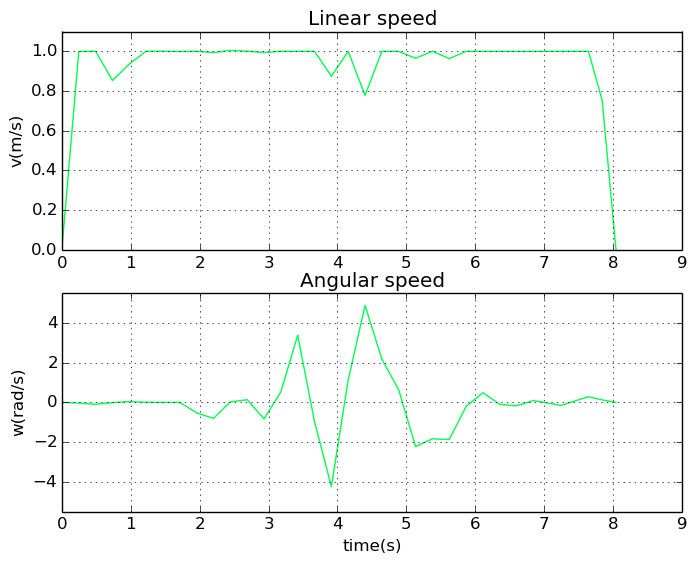 Linear speed
1.0
0.8
0.6
0.4
0.2
0.0
v(m/s)
0 1 2 3 4 5 6 7 8 9
Angular speed
4
2
0
−2
−4
w(rad/s)
0 1 2 3 4 5 6 7 8 9
time(s)